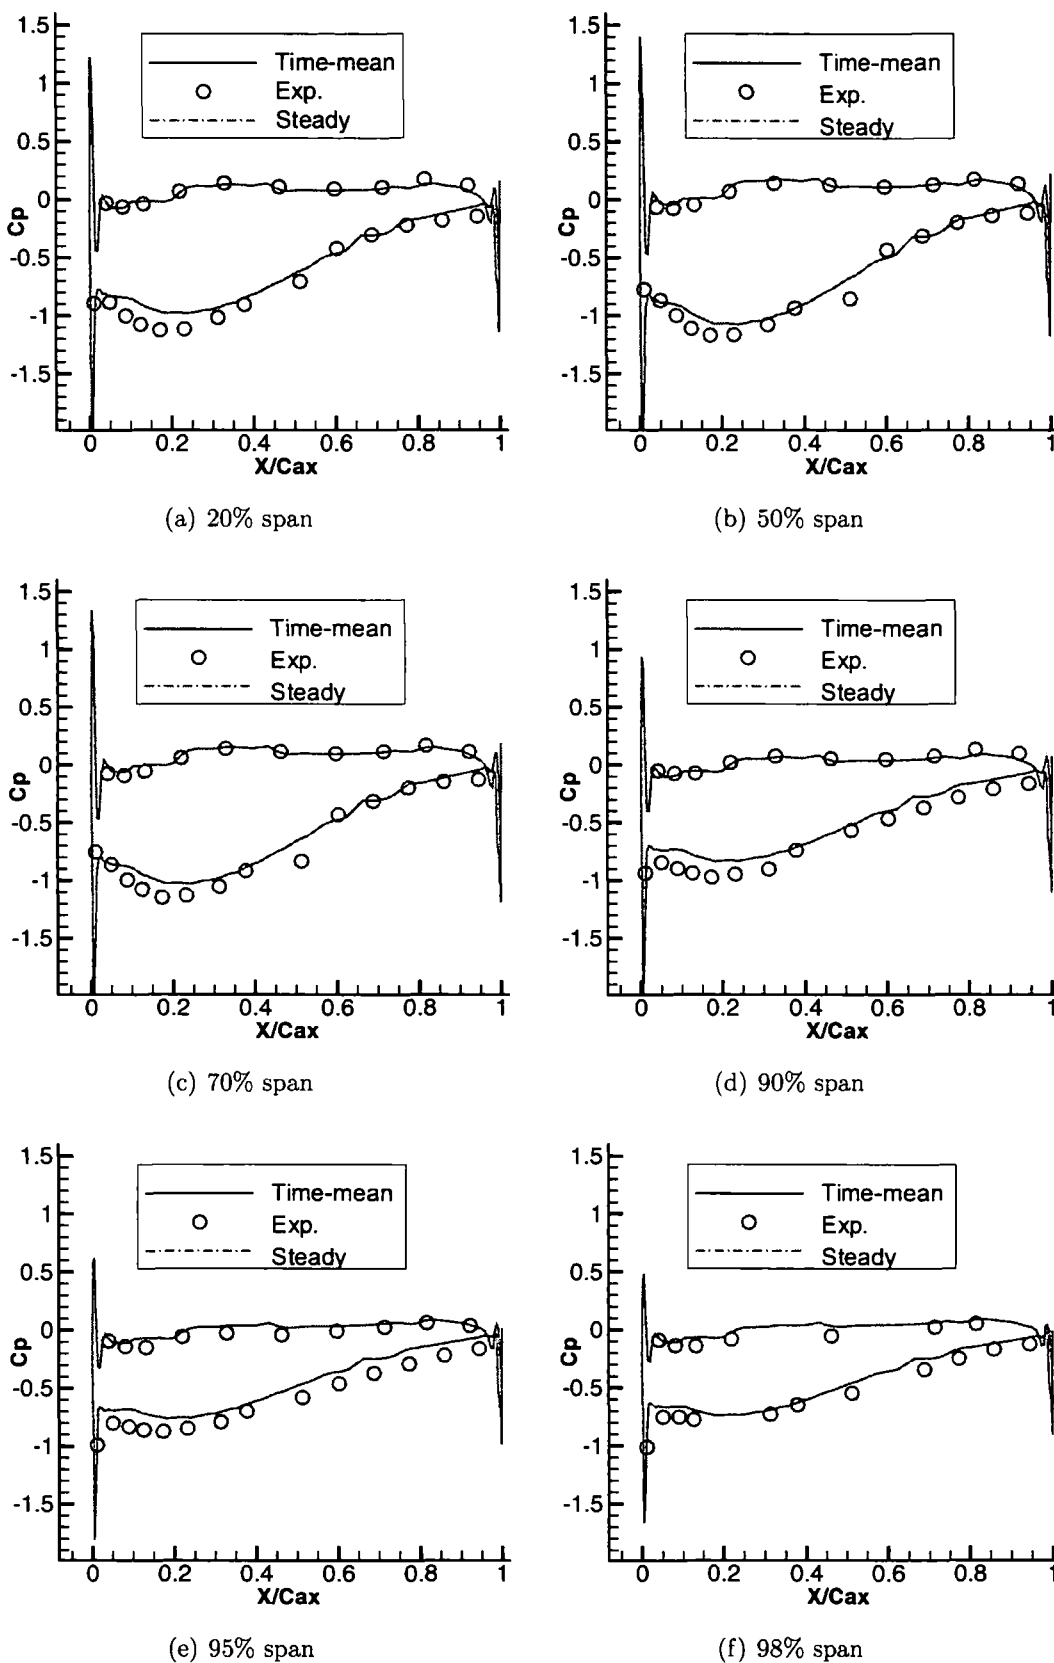 1.5
1
0.5
0
-0.5
-1
-1.5
Cp
Time-mean
Exp.
Steady
0 0.2 0.4 0.6 0.8 1
X/Cax
(a) 20% span
1.5
1
0.5
0
-0.5
-1
-1.5
Cp
Time-mean
Exp.
Steady
0 0.2 0.4 0.6 0.8 1
X/Cax
(b) 50% span
1.5
1
0.5
0
-0.5
-1
-1.5
Cp
Time-mean
Exp.
Steady
0 0.2 0.4 0.6 0.8 1
X/Cax
(c) 70% span
1.5
1
0.5
0
-0.5
-1
-1.5
Cp
Time-mean
Exp.
Steady
0 0.2 0.4 0.6 0.8 1
X/Cax
(d) 90% span
1.5
1
0.5
0
-0.5
-1
-1.5
Cp
Time-mean
Exp.
Steady
0 0.2 0.4 0.6 0.8 1
X/Cax
(e) 95% span
1.5
1
0.5
0
-0.5
-1
-1.5
Cp
Time-mean
Exp.
Steady
0 0.2 0.4 0.6 0.8 1
X/Cax
(f) 98% span